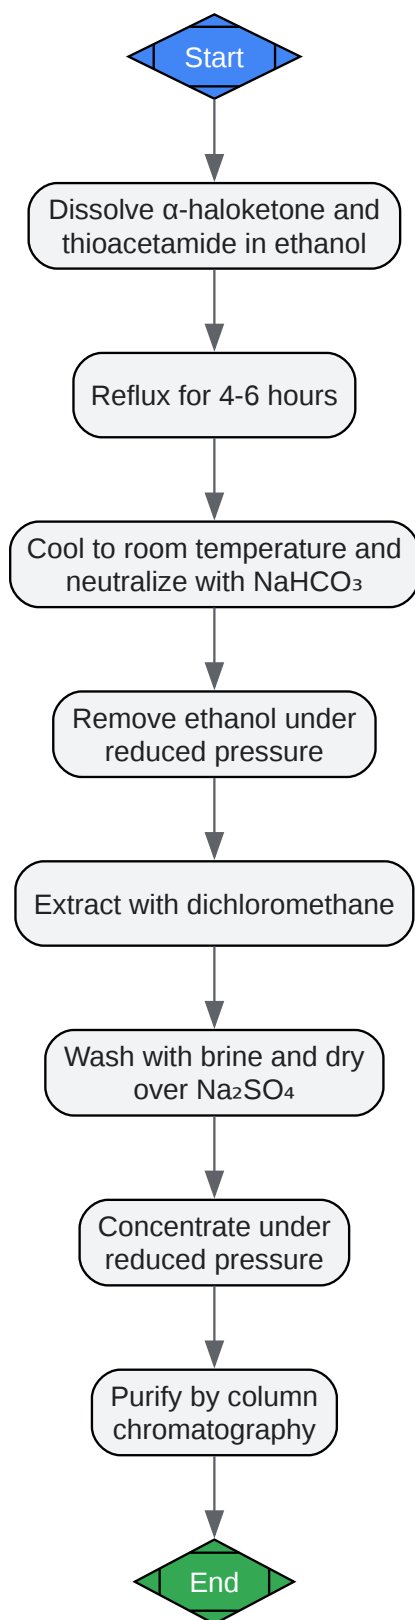 Start
Dissolve α-haloketone and
thioacetamide in ethanol
Reflux for 4-6 hours
Cool to room temperature and
neutralize with NaHCO₃
Remove ethanol under
reduced pressure
Extract with dichloromethane
Wash with brine and dry
over Na₂SO₄
Concentrate under
reduced pressure
Purify by column
chromatography
End